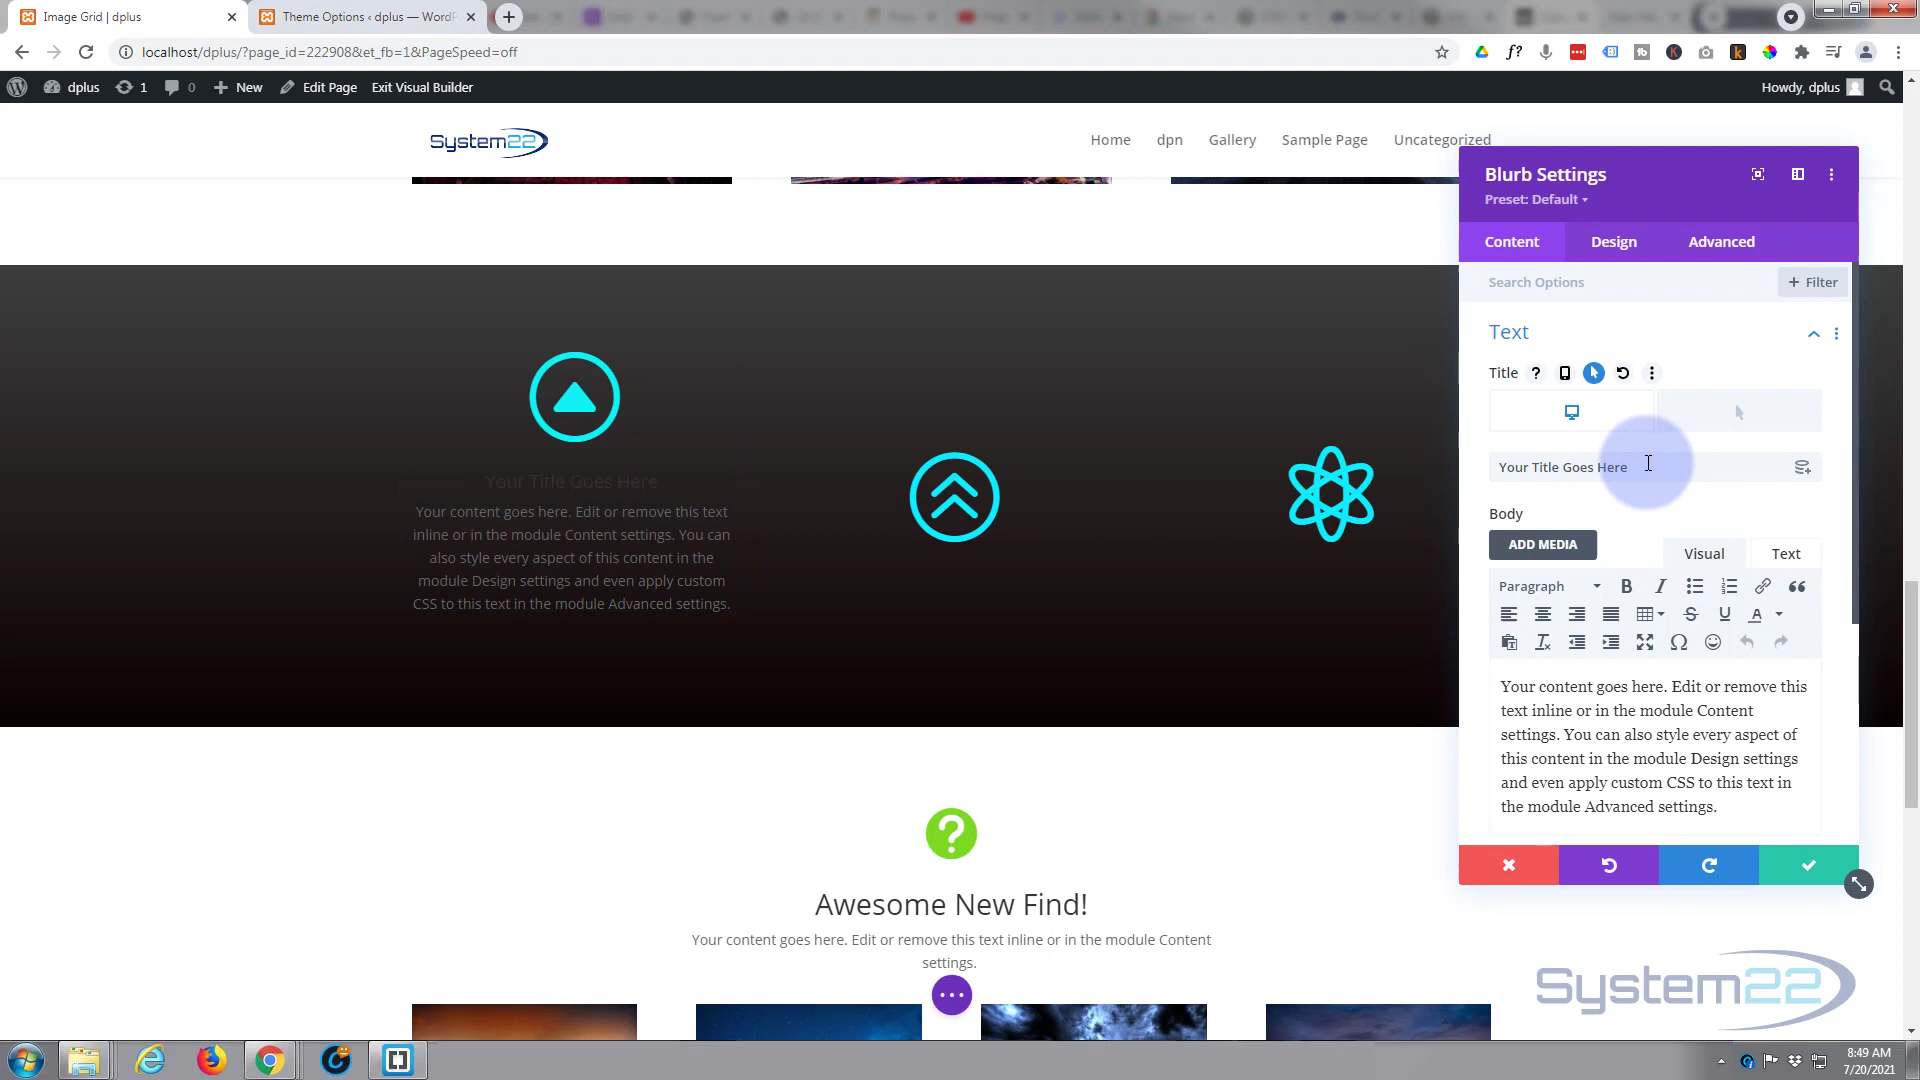 Image Grid | dplus
Theme Options ‹ dplus — WordP
localhost/dplus/?page_id=222908&et_fb=1&PageSpeed=off
dplus
1
0
New
Edit Page
Exit Visual Builder
Howdy, dplus
System22
Home
dpn
Gallery
Sample Page
Uncategorized
Blurb Settings
Preset: Default
Content
Design
Advanced
Search Options
+ Filter
Text
Title
Your Title Goes Here
Body
ADD MEDIA
Visual
Text
Paragraph
Your content goes here. Edit or remove this
text inline or in the module Content
settings. You can also style every aspect of
this content in the module Design settings
and even apply custom CSS to this text in
the module Advanced settings.
Your Title Goes Here
Your content goes here. Edit or remove this text
inline or in the module Content settings. You can
also style every aspect of this content in the
module Design settings and even apply custom
CSS to this text in the module Advanced settings.
Awesome New Find!
Your content goes here. Edit or remove this text inline or in the module Content
settings.
System22
8:49 AM
7/20/2021